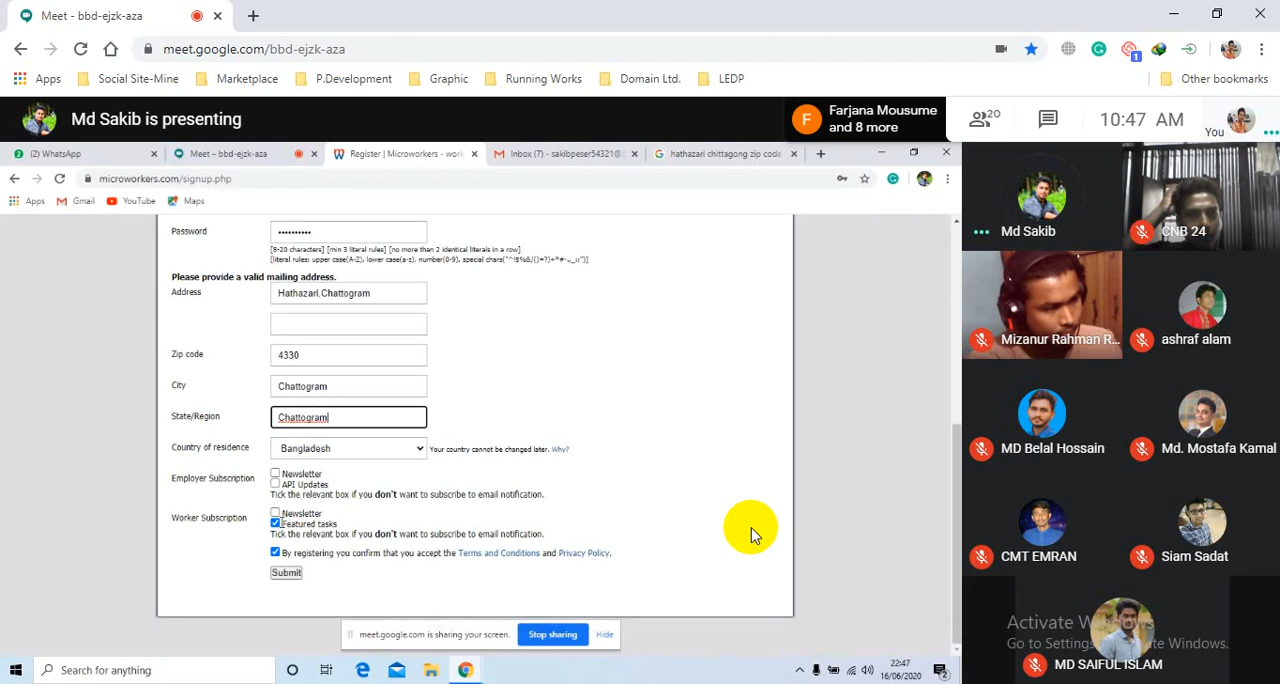 Meet - bbd-ejzk-aza
meet.google.com/bbd-ejzk-aza
1
Apps Social Site-Mine Marketplace P.Development Graphic Running Works Domain Ltd. LEDP Other bookmarks
Md Sakib is presenting
F Farjana Mousume
and 8 more
20
10:47 AM
You
(2) WhatsApp Meet – bbd-ejzk-aza Register | Microworkers - work Inbox (7) - sakibpeser54321@ hathazari chittagong zip code
microworkers.com/signup.php
Apps Gmail YouTube Maps
Password
[8-20 characters] [min 3 literal rules] [no more than 2 identical literals in a row]
Please provide a valid mailing address.
Address Hathazari,Chattogram
Zip code 4330
City Chattogram
State/Region Chattogram
Country of residence Bangladesh Your country cannot be changed later. Why?
Employer Subscription Newsletter
API Updates
Tick the relevant box if you don't want to subscribe to email notification.
Worker Subscription Newsletter
Featured tasks
Tick the relevant box if you don't want to subscribe to email notification.
By registering you confirm that you accept the Terms and Conditions and Privacy Policy.
Submit
meet.google.com is sharing your screen. Stop sharing Hide
Md Sakib
CNB 24
Mizanur Rahman R...
ashraf alam
MD Belal Hossain
Md. Mostafa Kamal
CMT EMRAN
Siam Sadat
MD SAIFUL ISLAM
Search for anything
22:47
16/06/2020
2